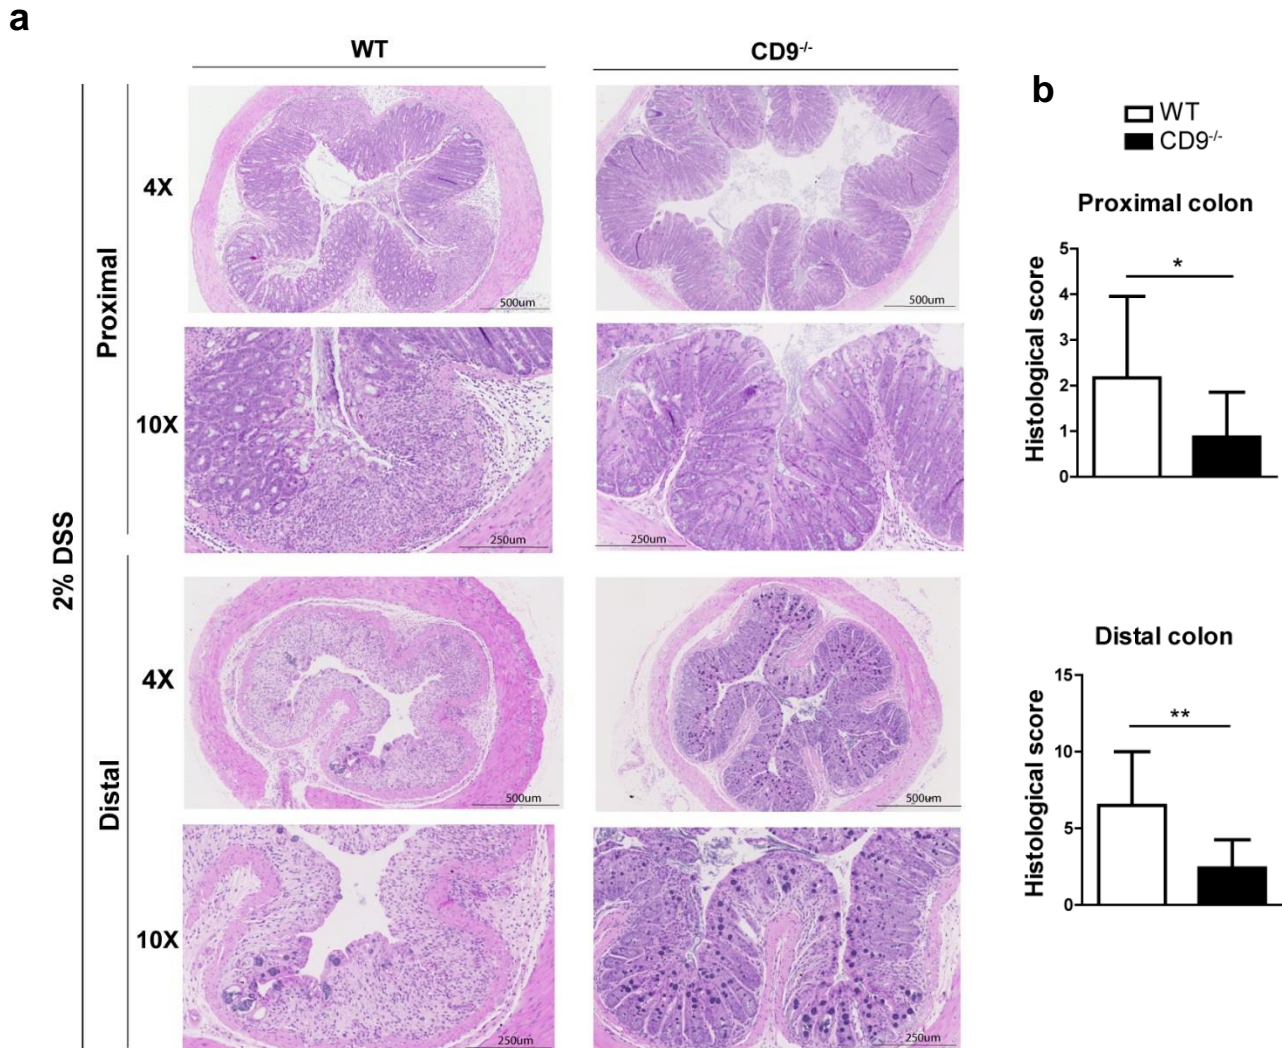 a
WT
CD9-/-
2% DSS
Proximal
4X
500um
500um
10X
250um
250um
Distal
4X
500um
500um
10X
250um
250um
b
WT
CD9-/-
Proximal colon
Histological score
5
4
3
2
1
0
*
Distal colon
Histological score
15
10
5
0
**